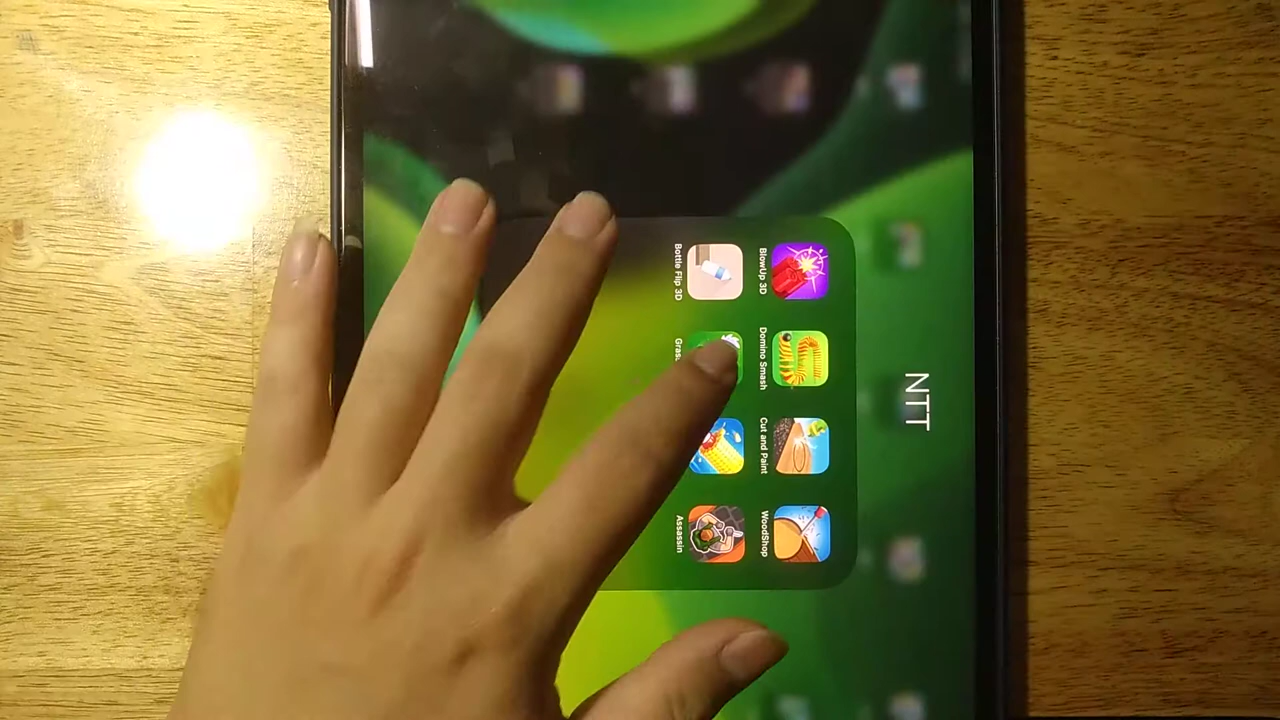 NTT
BlowUp 3D
Domino Smash
Cut and Paint
WoodShop
Bottle Flip 3D
Assassin